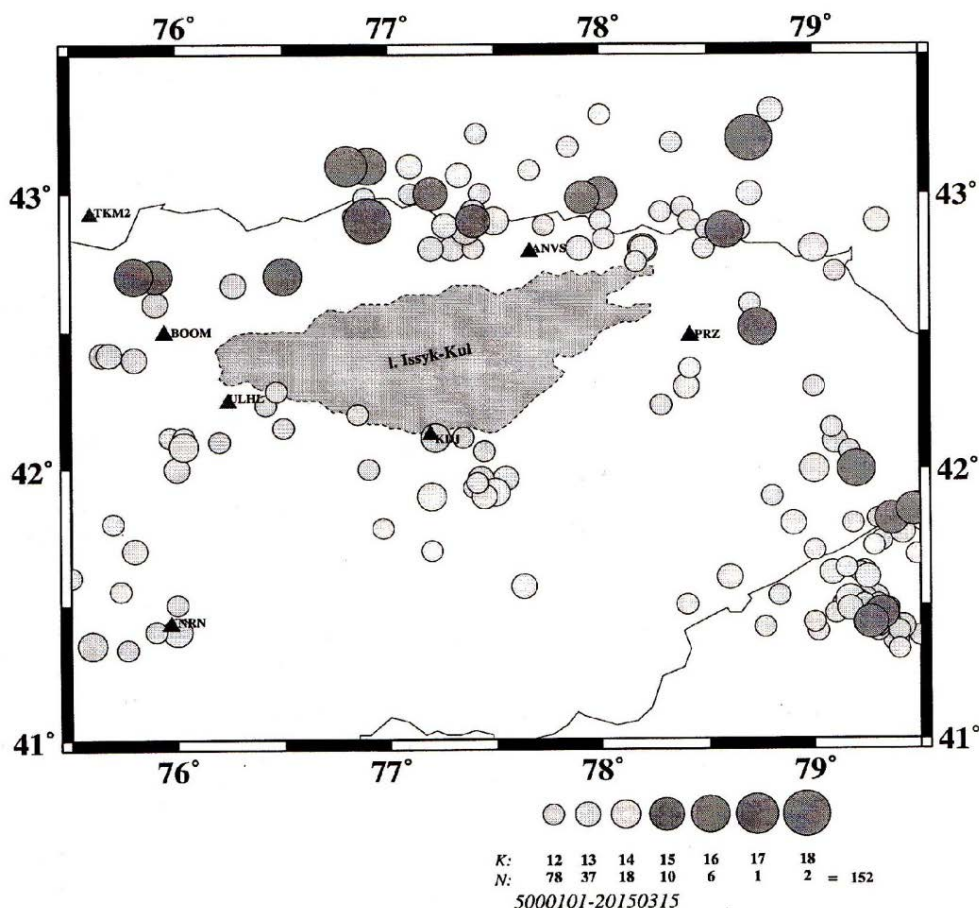 76° 77° 78° 79°
43° 43°
TKM2
ANVS
BOOM PRZ
l. Issyk-Kul
ULHL
KDJ
42° 42°
NRN
41° 41°
76° 77° 78° 79°
K: 12 13 14 15 16 17 18
N: 78 37 18 10 6 1 2 = 152
5000101-20150315